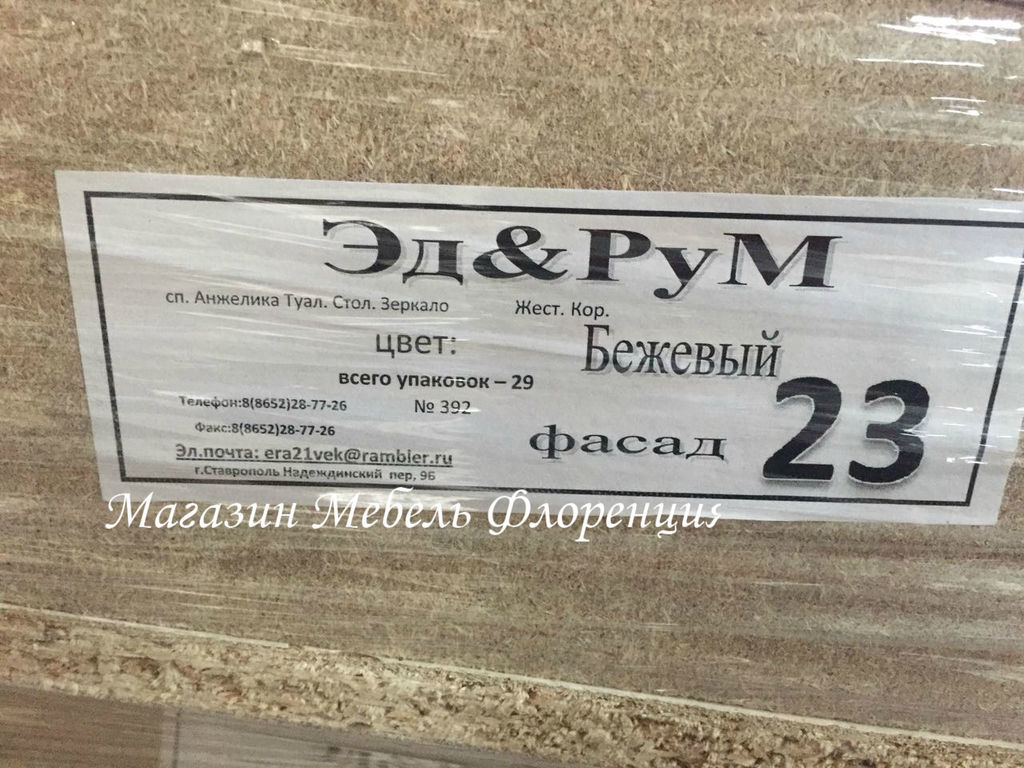 Эд&РуМ
сп. Анжелика Туал. Стол. Зеркало Жест. Кор.
цвет: Бежевый
всего упаковок – 29
Телефон:8(8652)28-77-26 № 392
Факс:8(8652)28-77-26
фасад 23
Эл.почта: era21vek@rambler.ru
г.Ставрополь Надеждинский пер, 9Б
Магазин Мебель Флоренция